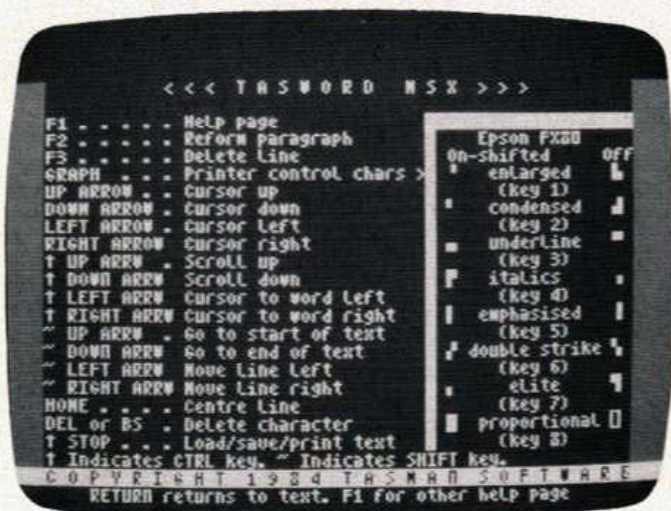 <<< TASWORD MSX >>>
F1 . . . . . Help page
F2 . . . . . Reform paragraph
F3 . . . . . Delete line
GRAPH . . . Printer control chars >
UP ARROW . . Cursor up
DOWN ARROW . Cursor down
LEFT ARROW . Cursor left
RIGHT ARROW Cursor right
↑ UP ARRW . Scroll up
↑ DOWN ARRW Scroll down
↑ LEFT ARRW Cursor to word left
↑ RIGHT ARRW Cursor to word right
~ UP ARRW . Go to start of text
~ DOWN ARRW Go to end of text
~ LEFT ARRW Move line left
~ RIGHT ARRW Move line right
HOME . . . . Centre line
DEL or BS . Delete character
↑ STOP . . . Load/save/print text
↑ Indicates CTRL key. ~ Indicates SHIFT key.
Epson FX80
On-shifted Off
enlarged
(key 1)
condensed
(key 2)
underline
(key 3)
italics
(key 4)
emphasised
(key 5)
double strike
(key 6)
elite
(key 7)
proportional
(key 8)
COPYRIGHT 1984 TASMAN SOFTWARE
RETURN returns to text. F1 for other help page